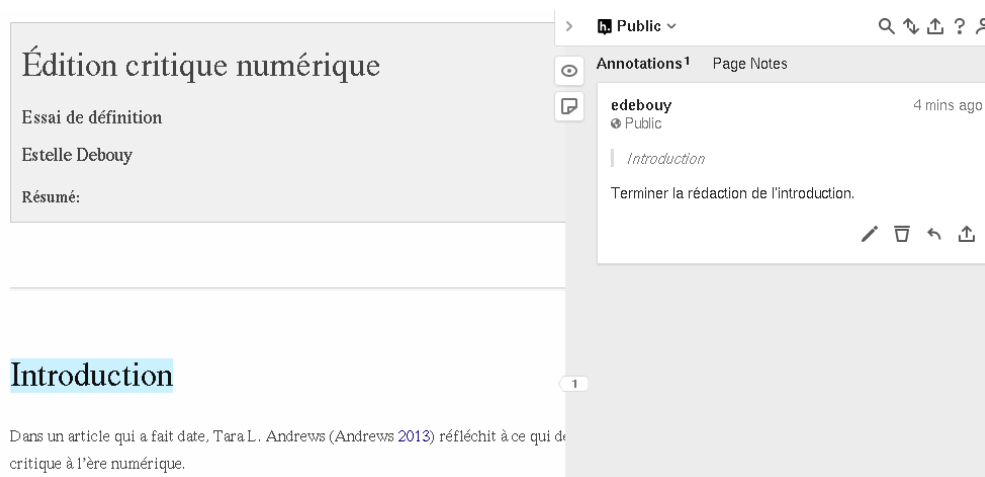 Édition critique numérique
Essai de définition
Estelle Debouy
Résumé:
Introduction
Dans un article qui a fait date, Tara L. Andrews (Andrews 2013) réfléchit à ce qui
critique à l'ère numérique.
h. Public
Annotations 1 Page Notes
edebouy 4 mins ago
Public
Introduction
Terminer la rédaction de l'introduction.
1